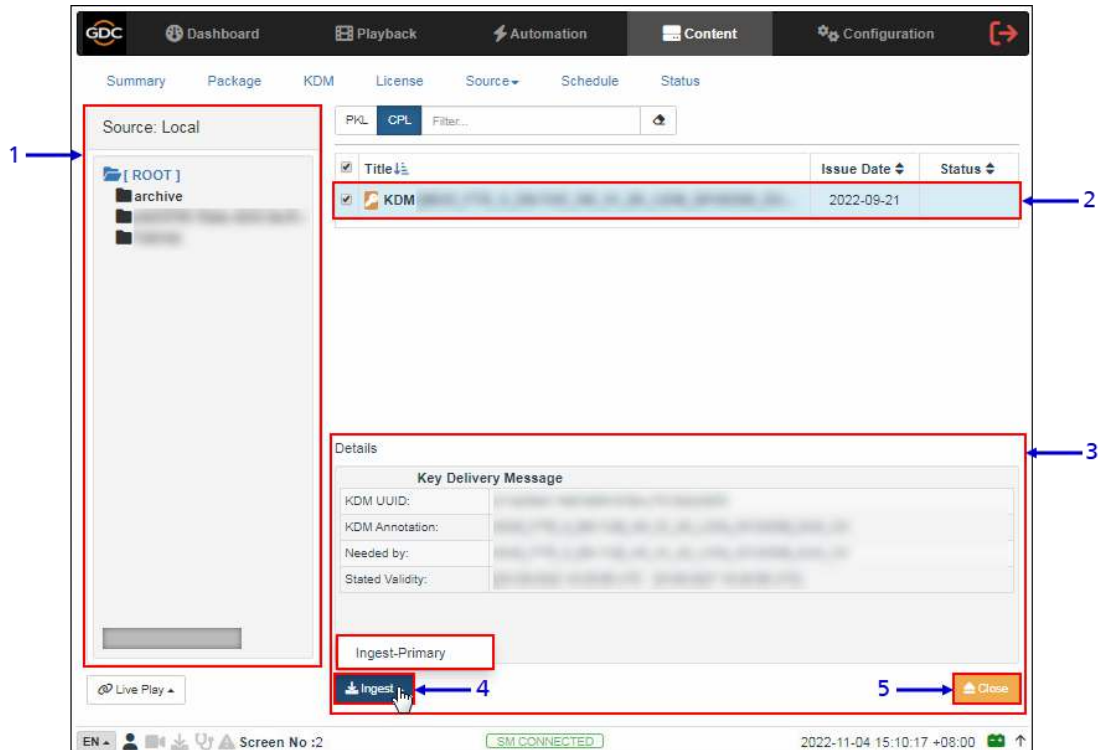 GDC Dashboard Playback Automation Content Configuration
Summary Package KDM License Source Schedule Status
Source: Local
PKL CPL Filter...
1
[ ROOT ]
archive
Title Issue Date Status
KDM 2022-09-21
2
Details
3
Key Delivery Message
KDM UUID:
KDM Annotation:
Needed by:
Stated Validity:
Ingest-Primary
Live Play Ingest 4 5 Close
EN Screen No :2 SM CONNECTED 2022-11-04 15:10:17 +08:00